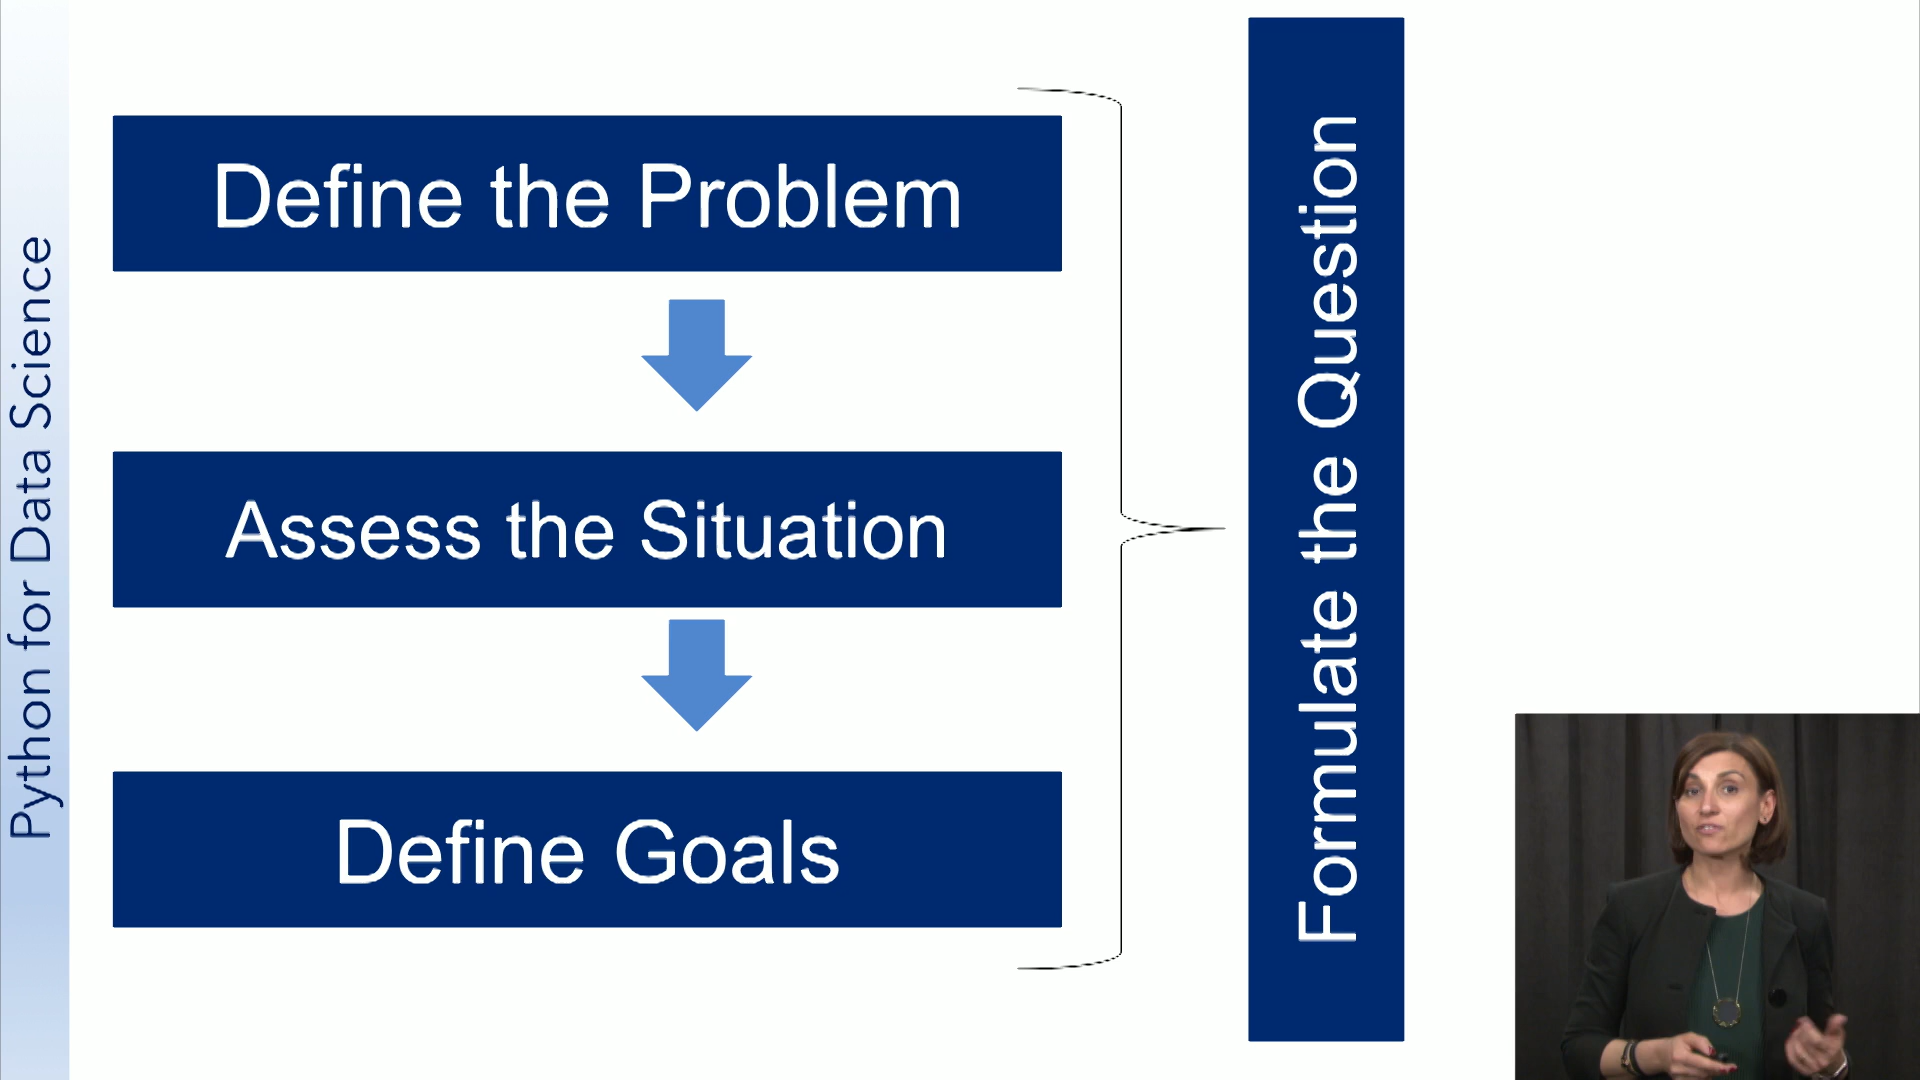 Python for Data Science
Define the Problem
Assess the Situation
Define Goals
Formulate the Question